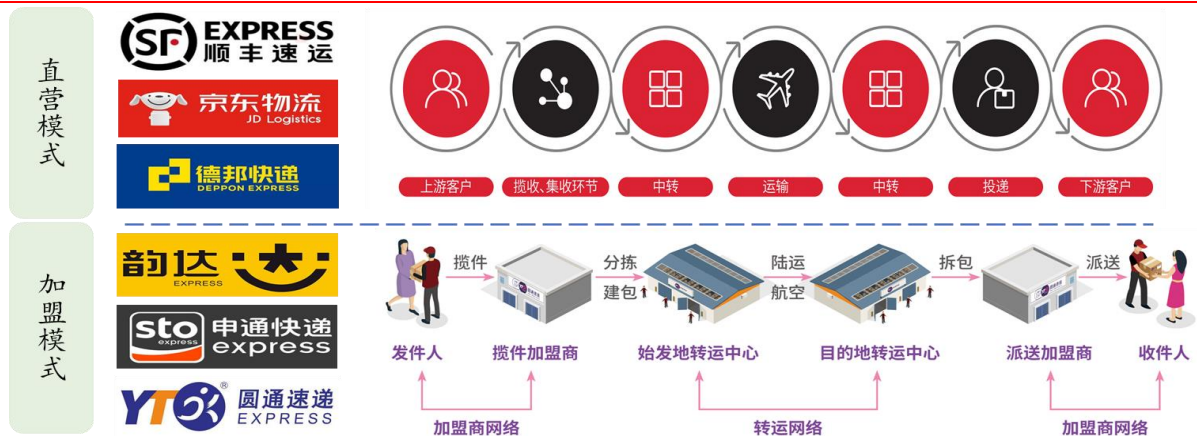 直营模式
SF EXPRESS
顺丰速运
京东物流
JD Logistics
德邦快递
DEPPON EXPRESS
上游客户
揽收、集收环节
中转
运输
中转
投递
下游客户
加盟模式
韵达
EXPRESS
sto
express
申通快递
express
YTO
圆通速递
EXPRESS
揽件
分拣
建包
陆运
航空
拆包
派送
发件人
揽件加盟商
始发地转运中心
目的地转运中心
派送加盟商
收件人
加盟商网络
转运网络
加盟商网络